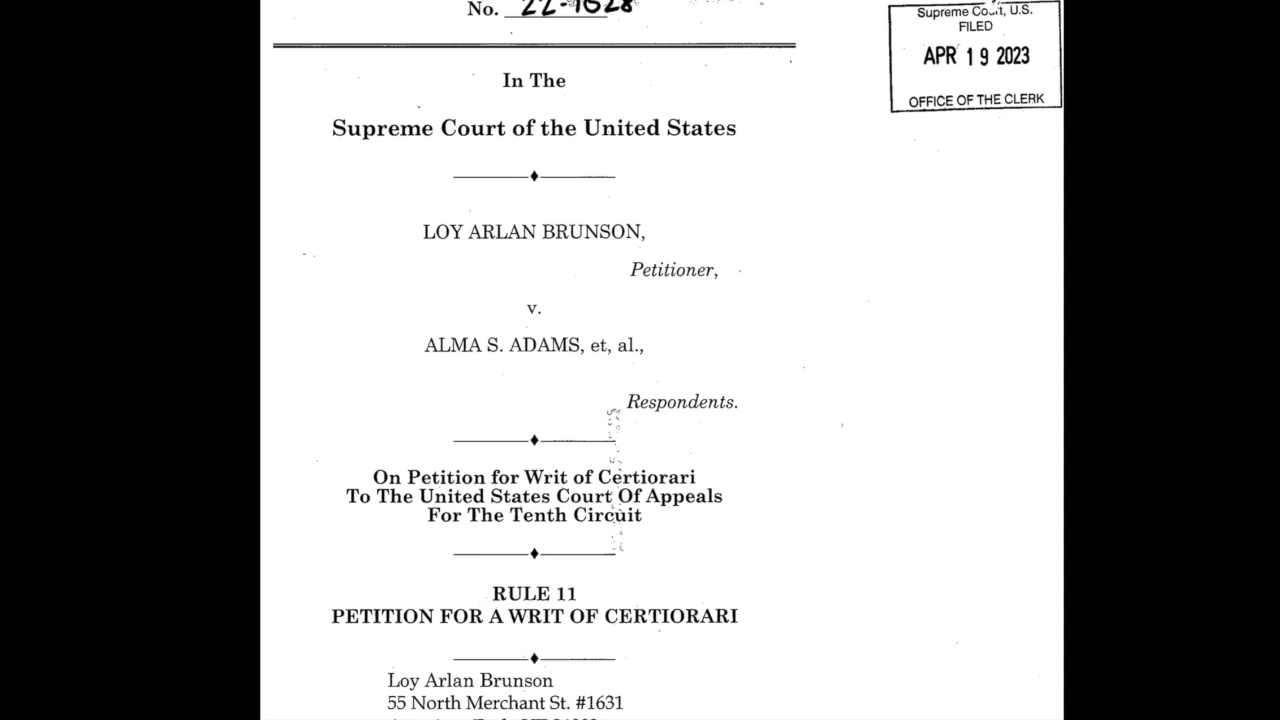 No. 22-1028
Supreme Court, U.S.
FILED
APR 19 2023
OFFICE OF THE CLERK
In The
Supreme Court of the United States
LOY ARLAN BRUNSON,
Petitioner,
v.
ALMA S. ADAMS, et, al.,
Respondents.
On Petition for Writ of Certiorari
To The United States Court Of Appeals
For The Tenth Circuit
RULE 11
PETITION FOR A WRIT OF CERTIORARI
Loy Arlan Brunson
55 North Merchant St. #1631